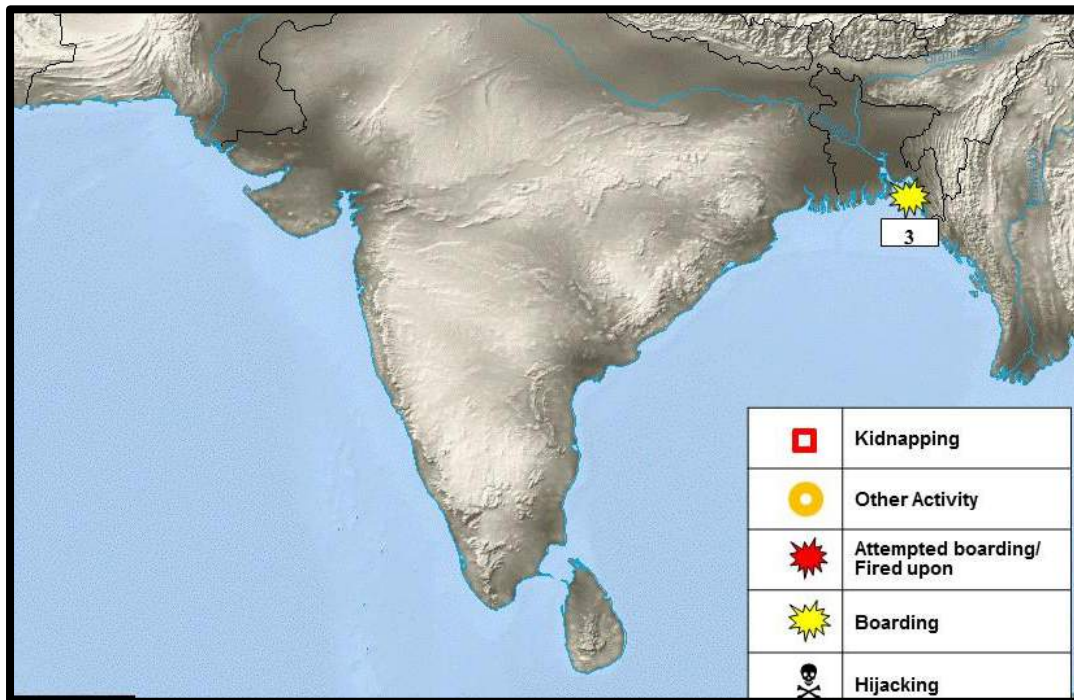 3
Kidnapping
Other Activity
Attempted boarding/
Fired upon
Boarding
Hijacking